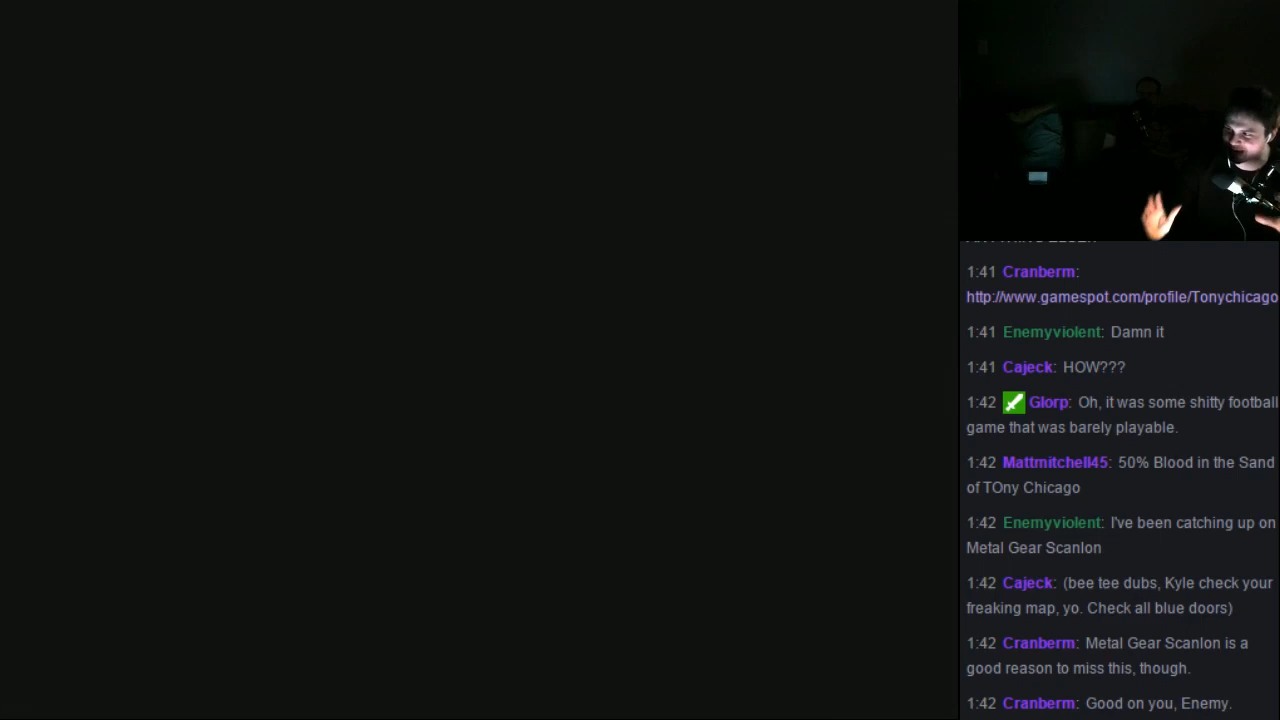 1:41 Cranberm:
http://www.gamespot.com/profile/Tonychicago
1:41 Enemyviolent: Damn it
1:41 Cajeck: HOW???
1:42 Glorp: Oh, it was some shitty football
game that was barely playable.
1:42 Mattmitchell45: 50% Blood in the Sand
of TOny Chicago
1:42 Enemyviolent: I've been catching up on
Metal Gear Scanlon
1:42 Cajeck: (bee tee dubs, Kyle check your
freaking map, yo. Check all blue doors)
1:42 Cranberm: Metal Gear Scanlon is a
good reason to miss this, though.
1:42 Cranberm: Good on you, Enemy.